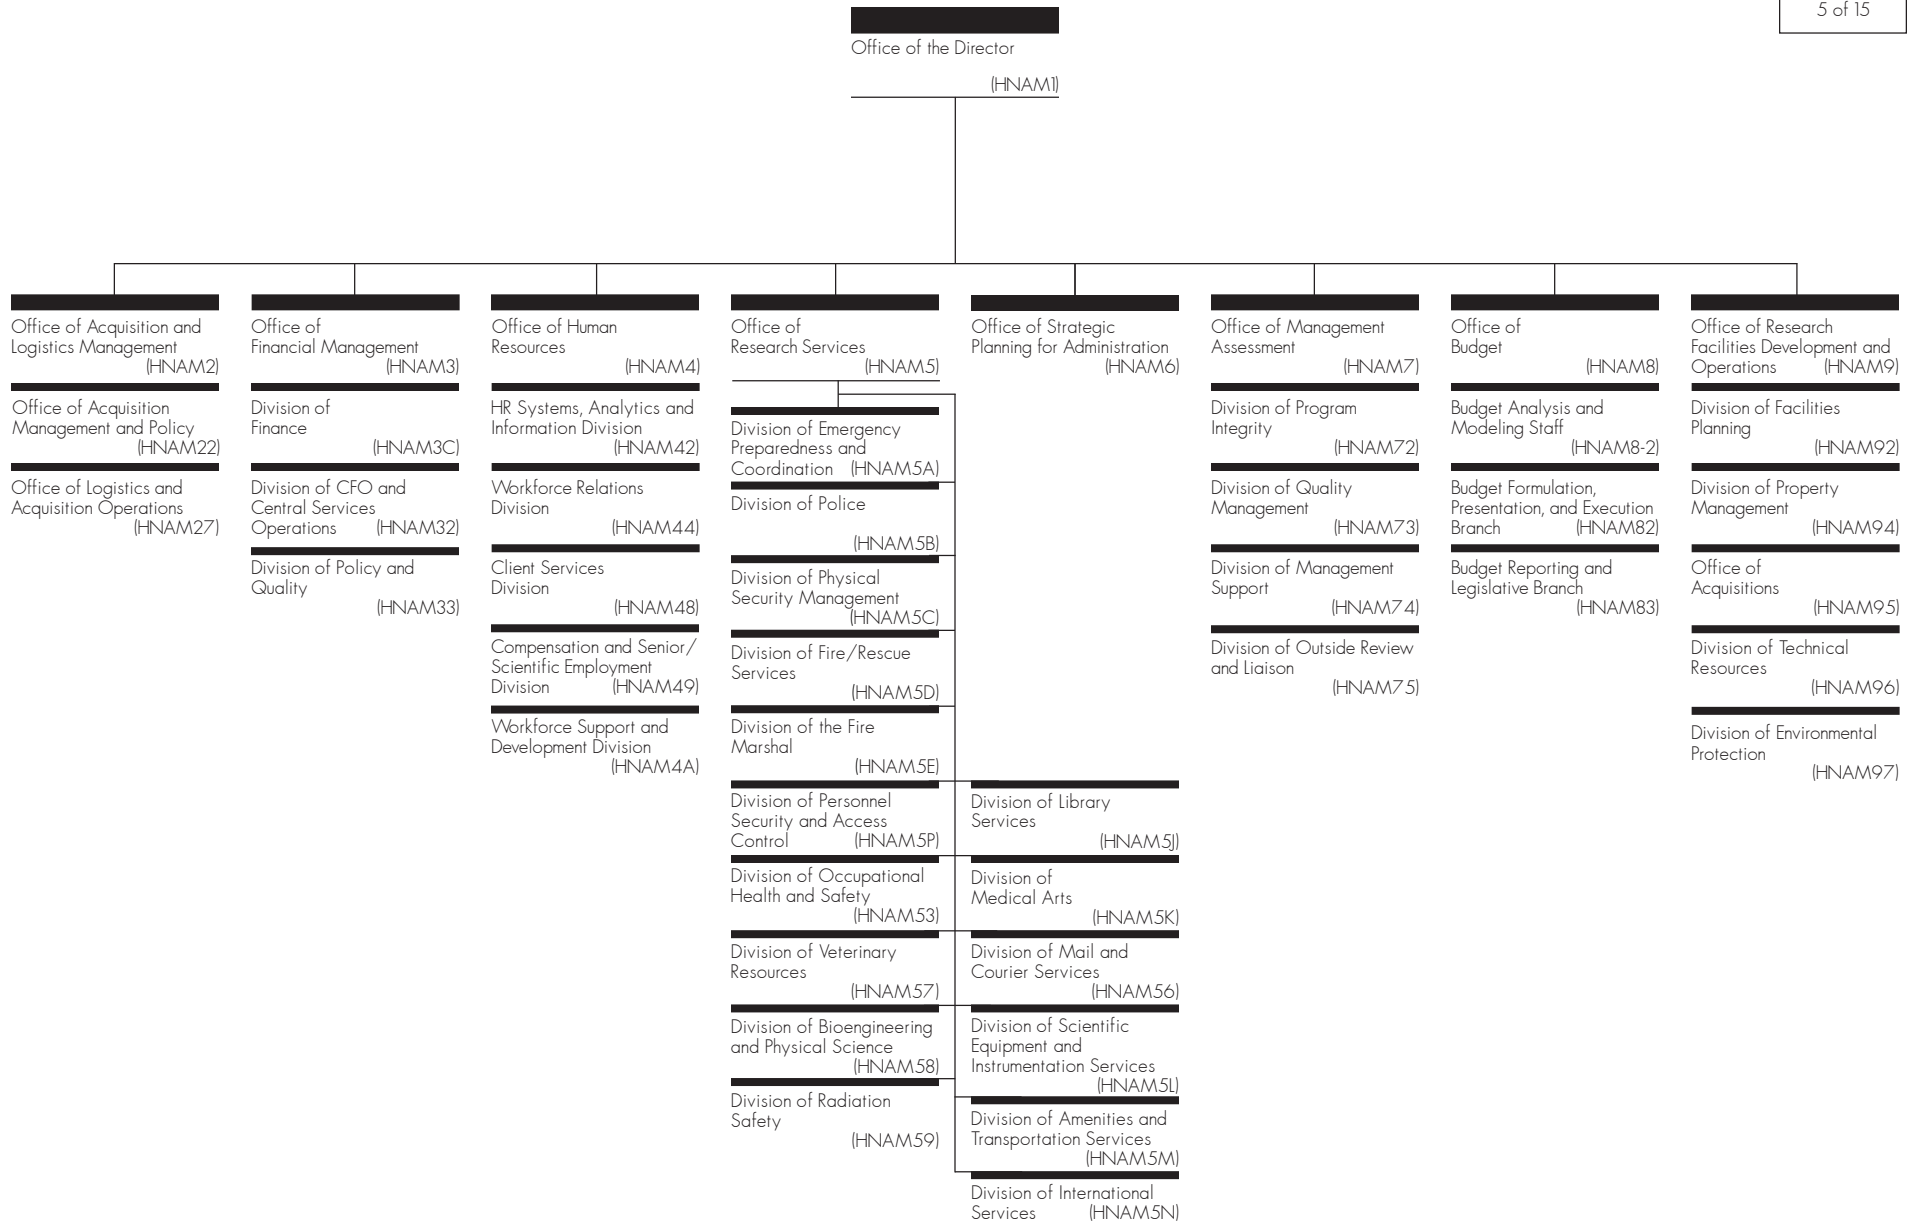 5 of 15
Office of the Director
(HNAM1)
Office of Acquisition and
Logistics Management
(HNAM2)
Office of Acquisition
Management and Policy
(HNAM22)
Office of Logistics and
Acquisition Operations
(HNAM27)
Office of
Financial Management
(HNAM3)
Division of
Finance
(HNAM3C)
Division of CFO and
Central Services
Operations (HNAM32)
Division of Policy and
Quality
(HNAM33)
Office of Human
Resources
(HNAM4)
HR Systems, Analytics and
Information Division
(HNAM42)
Workforce Relations
Division
(HNAM44)
Client Services
Division
(HNAM48)
Compensation and Senior/
Scientific Employment
Division (HNAM49)
Workforce Support and
Development Division
(HNAM4A)
Office of
Research Services
(HNAM5)
Division of Emergency
Preparedness and
Coordination (HNAM5A)
Division of Police
(HNAM5B)
Division of Physical
Security Management
(HNAM5C)
Division of Fire/Rescue
Services
(HNAM5D)
Division of the Fire
Marshal
(HNAM5E)
Division of Personnel
Security and Access
Control (HNAM5P)
Division of Occupational
Health and Safety
(HNAM53)
Division of Veterinary
Resources
(HNAM57)
Division of Bioengineering
and Physical Science
(HNAM58)
Division of Radiation
Safety
(HNAM59)
Division of Library
Services
(HNAM5J)
Division of
Medical Arts
(HNAM5K)
Division of Mail and
Courier Services
(HNAM56)
Division of Scientific
Equipment and
Instrumentation Services
(HNAM5L)
Division of Amenities and
Transportation Services
(HNAM5M)
Division of International
Services (HNAM5N)
Office of Strategic
Planning for Administration
(HNAM6)
Office of Management
Assessment
(HNAM7)
Division of Program
Integrity
(HNAM72)
Division of Quality
Management
(HNAM73)
Division of Management
Support
(HNAM74)
Division of Outside Review
and Liaison
(HNAM75)
Office of
Budget
(HNAM8)
Budget Analysis and
Modeling Staff
(HNAM8-2)
Budget Formulation,
Presentation, and Execution
Branch (HNAM82)
Budget Reporting and
Legislative Branch
(HNAM83)
Office of Research
Facilities Development and
Operations (HNAM9)
Division of Facilities
Planning
(HNAM92)
Division of Property
Management
(HNAM94)
Office of
Acquisitions
(HNAM95)
Division of Technical
Resources
(HNAM96)
Division of Environmental
Protection
(HNAM97)